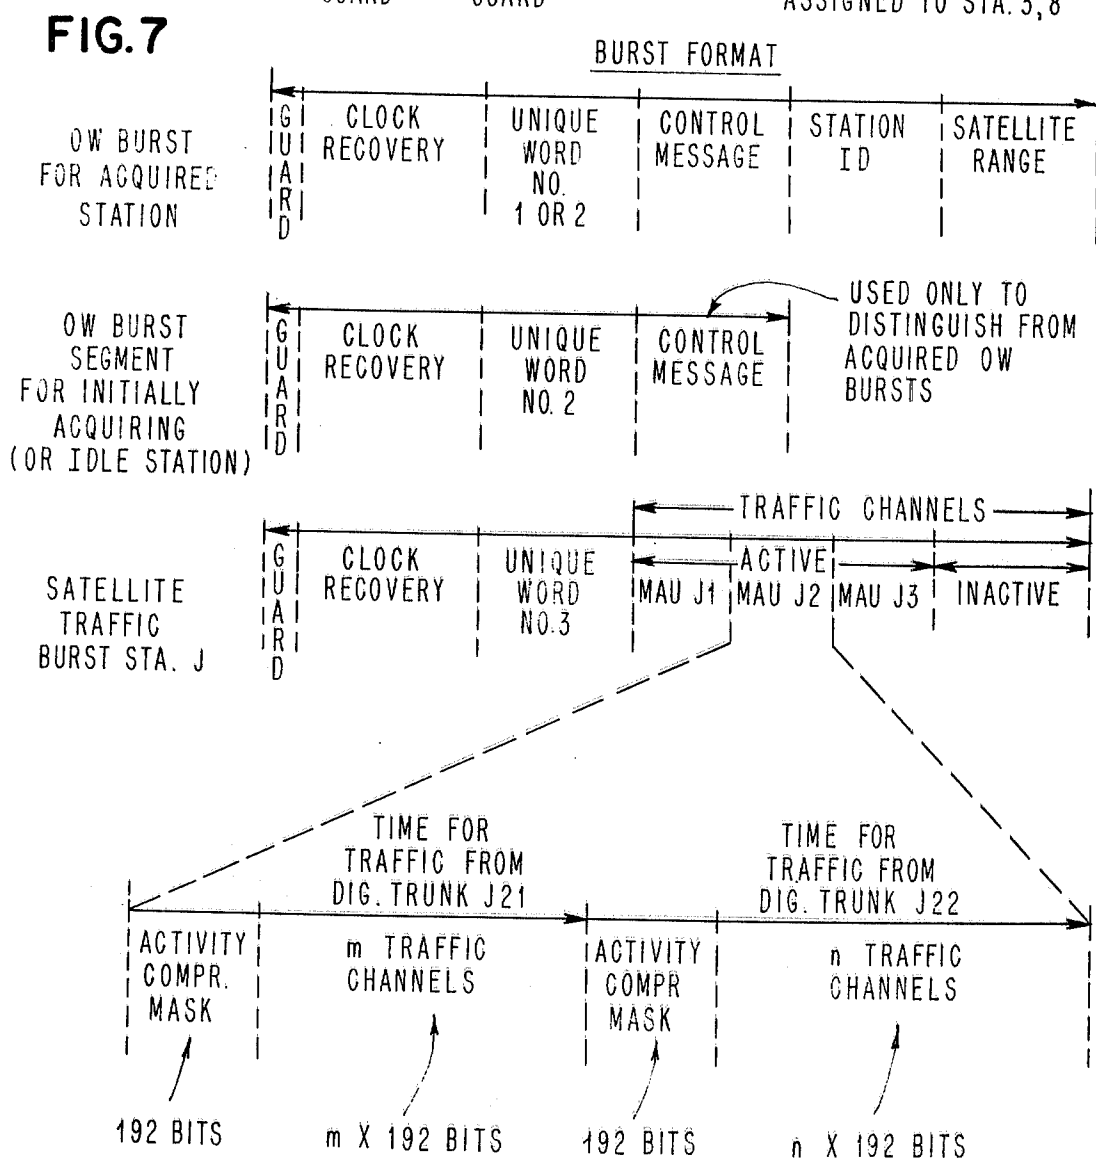 ASSIGNED TO STA. 3,8
FIG.7
BURST FORMAT
OW BURST
FOR ACQUIRED
STATION
GUARD
CLOCK
RECOVERY
UNIQUE
WORD
NO.
1 OR 2
CONTROL
MESSAGE
STATION
ID
SATELLITE
RANGE
OW BURST
SEGMENT
FOR INITIALLY
ACQUIRING
(OR IDLE STATION)
GUARD
CLOCK
RECOVERY
UNIQUE
WORD
NO. 2
CONTROL
MESSAGE
USED ONLY TO
DISTINGUISH FROM
ACQUIRED OW
BURSTS
SATELLITE
TRAFFIC
BURST STA. J
GUARD
CLOCK
RECOVERY
UNIQUE
WORD
NO.3
TRAFFIC CHANNELS
ACTIVE
MAU J1
MAU J2
MAU J3
INACTIVE
TIME FOR
TRAFFIC FROM
DIG. TRUNK J21
TIME FOR
TRAFFIC FROM
DIG. TRUNK J22
ACTIVITY
COMPR.
MASK
m TRAFFIC
CHANNELS
ACTIVITY
COMPR
MASK
n TRAFFIC
CHANNELS
192 BITS
m X 192 BITS
192 BITS
n X 192 BITS